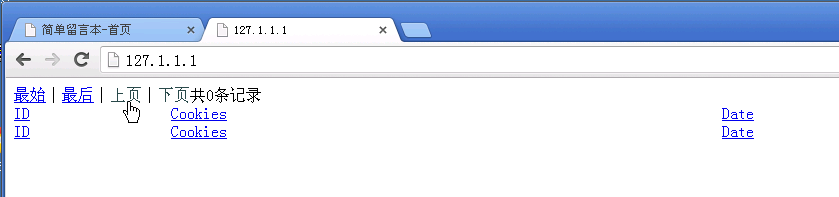 简单留言本-首页 127.1.1.1
127.1.1.1
最始 | 最后 | 上页 | 下页共0条记录
ID Cookies Date
ID Cookies Date